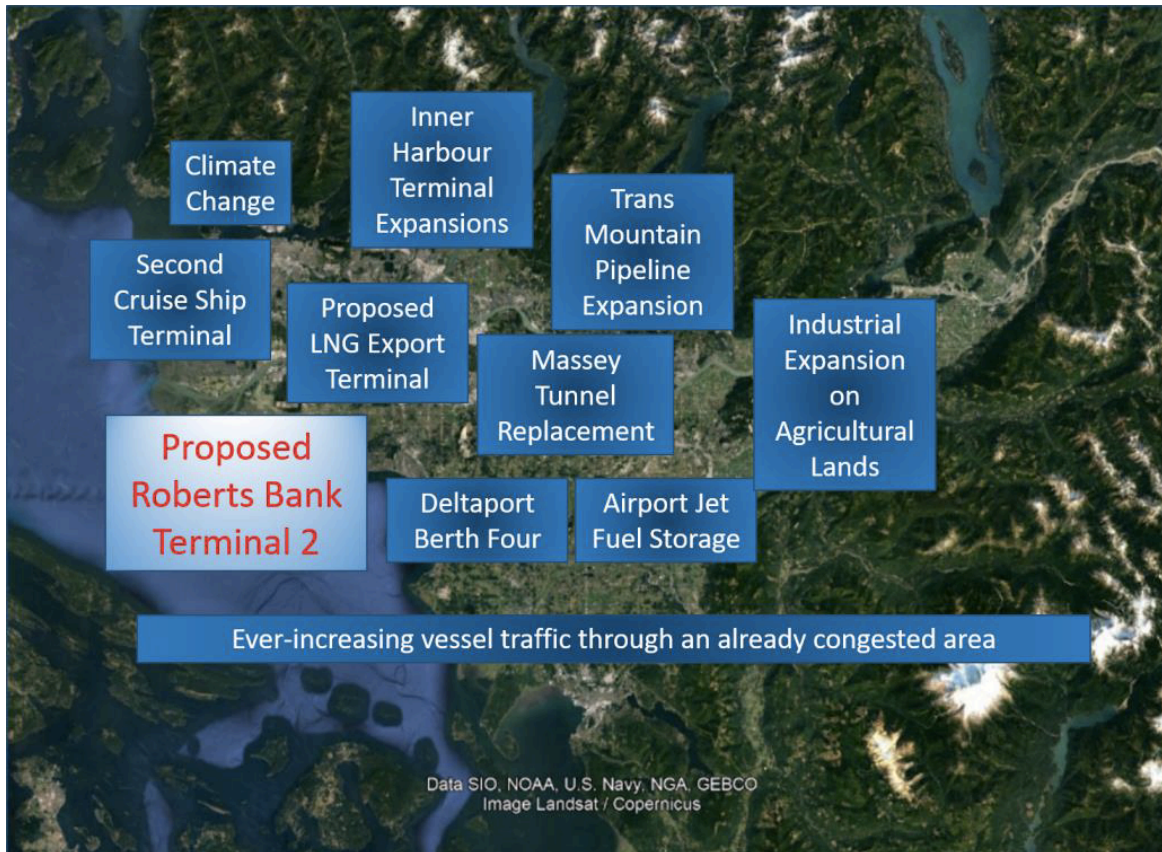 Inner
Harbour
Terminal
Expansions
Climate
Change
Trans
Mountain
Pipeline
Expansion
Second
Cruise Ship
Terminal
Proposed
LNG Export
Terminal
Industrial
Expansion
on
Agricultural
Lands
Massey
Tunnel
Replacement
Proposed
Roberts Bank
Terminal 2
Deltaport
Berth Four
Airport Jet
Fuel Storage
Ever-increasing vessel traffic through an already congested area
Data SIO, NOAA, U.S. Navy, NGA, GEBCO
Image Landsat / Copernicus